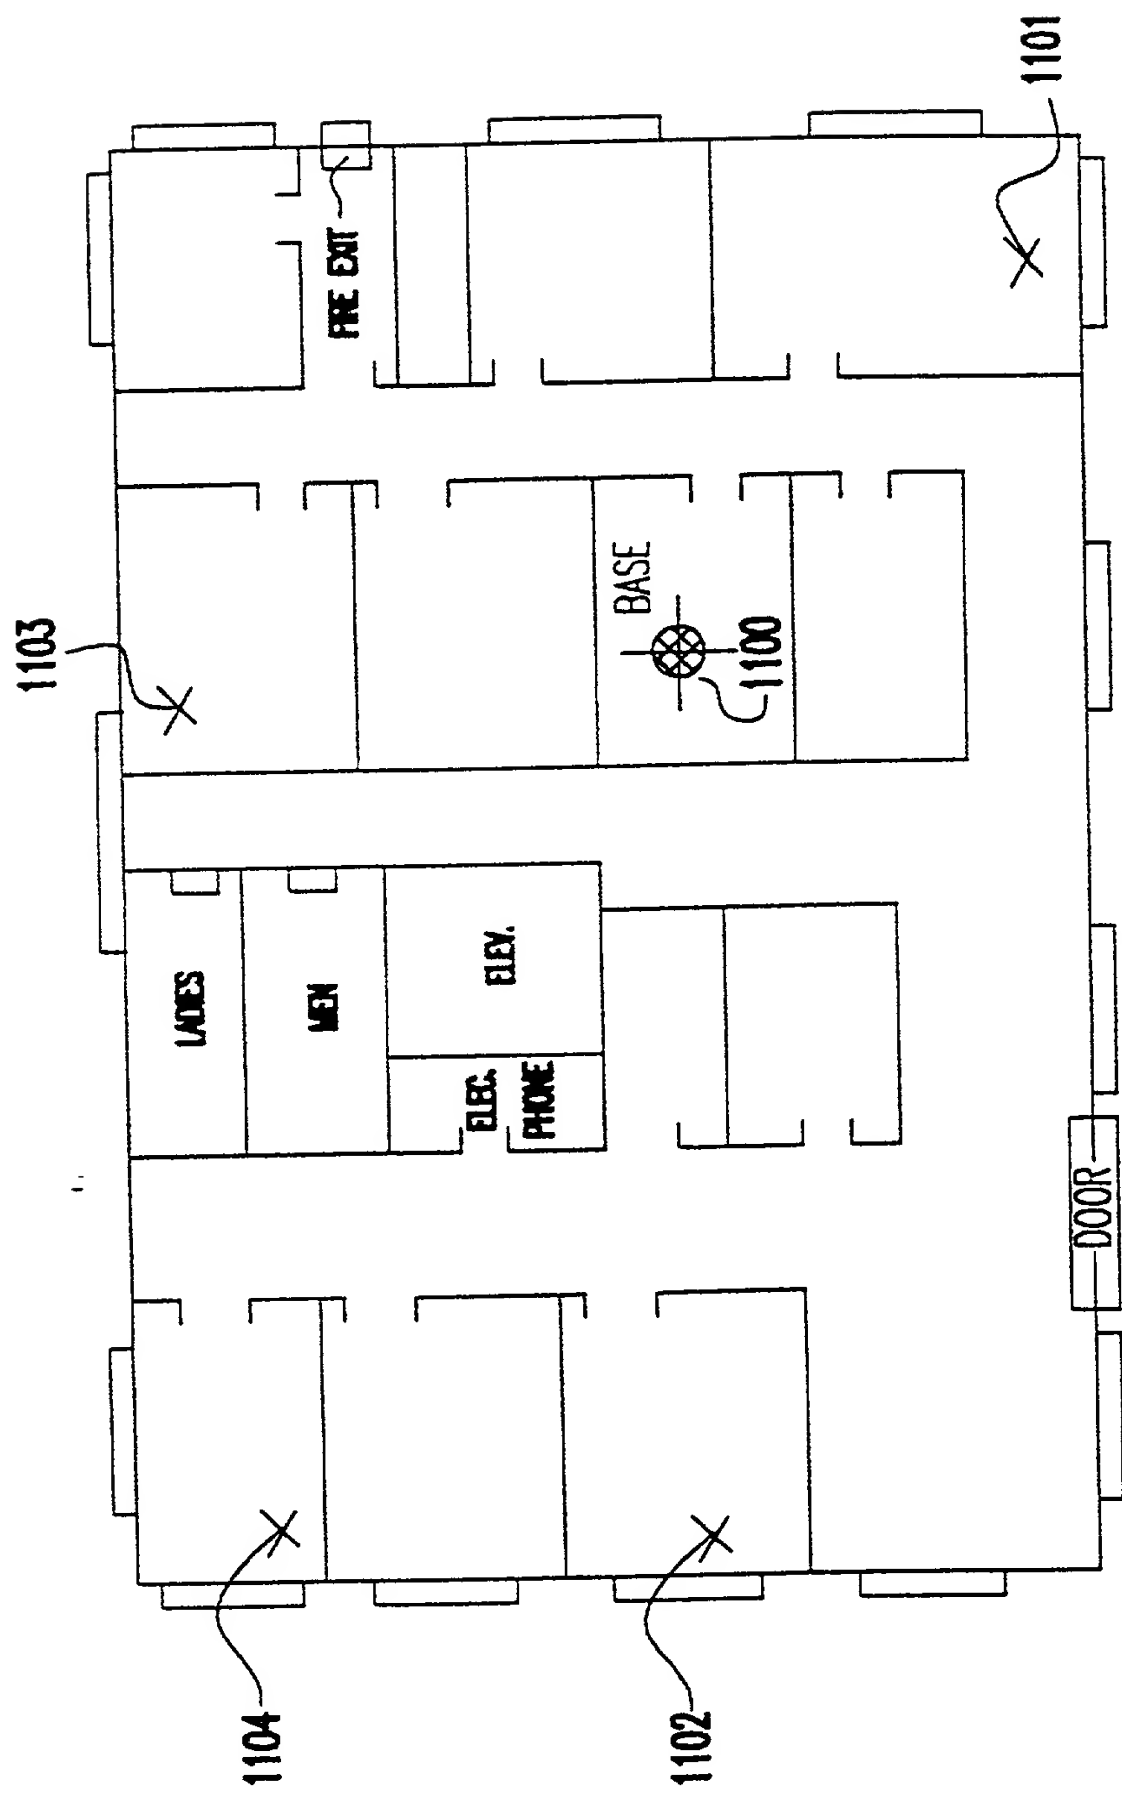 1104
1102
LADIES
MEN
ELEC.
PHONE
ELEV.
DOOR
1103
BASE
1100
FIRE EXIT
1101